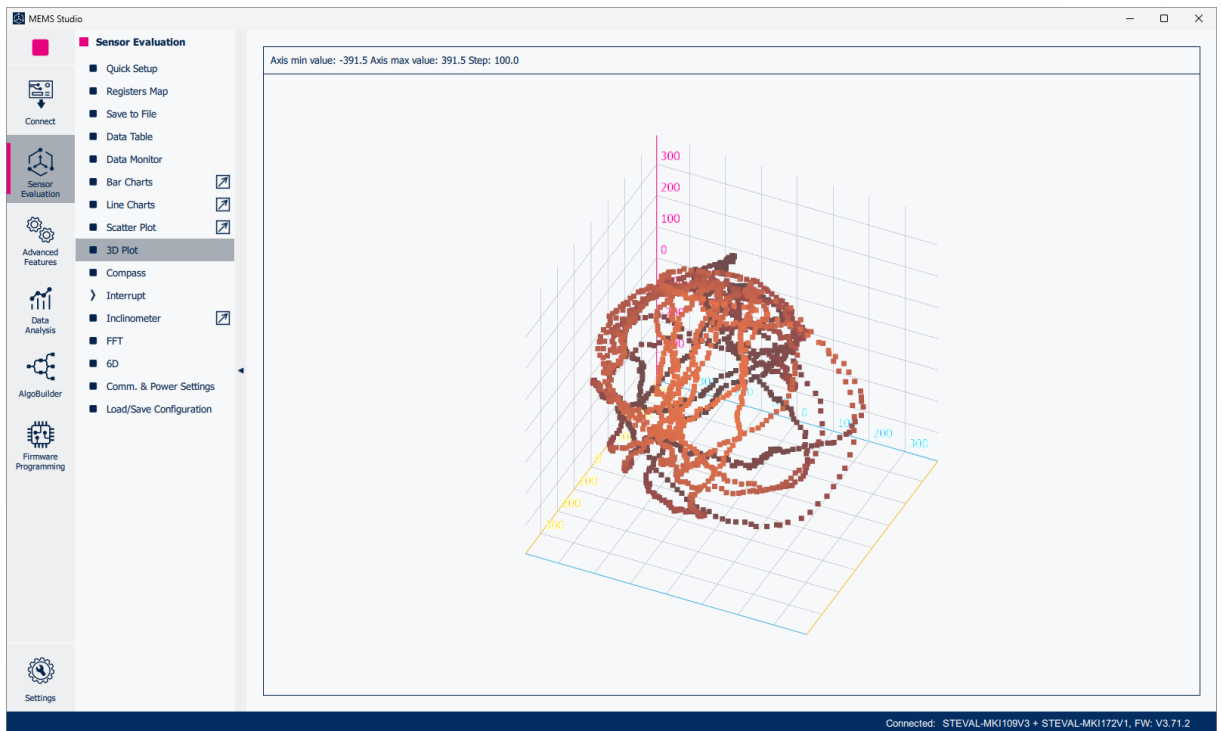 MEMS Studio
Connect
Sensor
Evaluation
Advanced
Features
Data
Analysis
AlgoBuilder
Firmware
Programming
Settings
Sensor Evaluation
Quick Setup
Registers Map
Save to File
Data Table
Data Monitor
Bar Charts
Line Charts
Scatter Plot
3D Plot
Compass
Interrupt
Inclinometer
FFT
6D
Comm. & Power Settings
Load/Save Configuration
Axis min value: -391.5 Axis max value: 391.5 Step: 100.0
300
200
100
0
0
200
300
0
100
200
300
Connected: STEVAL-MKI109V3 + STEVAL-MKI172V1, FW: V3.71.2